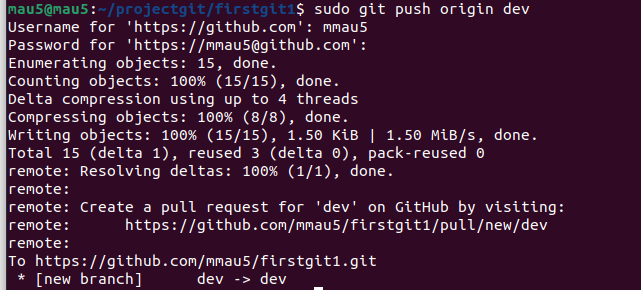 mau5@mau5:~/projectgit/firstgit1$ sudo git push origin dev
Username for 'https://github.com': mmau5
Password for 'https://mmau5@github.com':
Enumerating objects: 15, done.
Counting objects: 100% (15/15), done.
Delta compression using up to 4 threads
Compressing objects: 100% (8/8), done.
Writing objects: 100% (15/15), 1.50 KiB | 1.50 MiB/s, done.
Total 15 (delta 1), reused 3 (delta 0), pack-reused 0
remote: Resolving deltas: 100% (1/1), done.
remote:
remote: Create a pull request for 'dev' on GitHub by visiting:
remote:      https://github.com/mmau5/firstgit1/pull/new/dev
remote:
To https://github.com/mmau5/firstgit1.git
 * [new branch]      dev -> dev